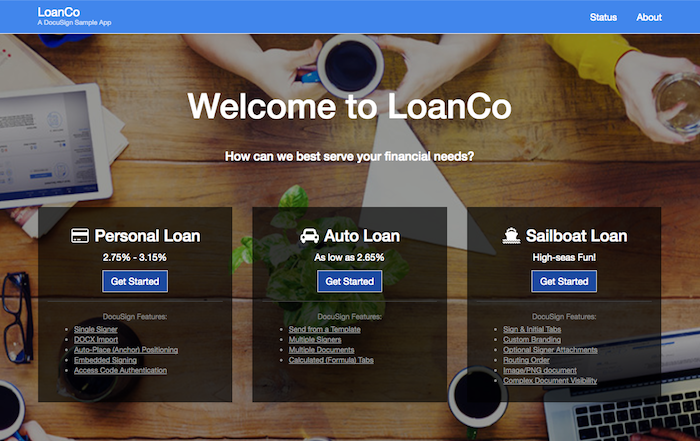 LoanCo
A DocuSign Sample App
Status
About
Welcome to LoanCo
How can we best serve your financial needs?
Personal Loan
2.75% - 3.15%
Get Started
DocuSign Features:
Single Signer
DOCX Import
Auto-Place (Anchor) Positioning
Embedded Signing
Access Code Authentication
Auto Loan
As low as 2.65%
Get Started
DocuSign Features:
Send from a Template
Multiple Signers
Multiple Documents
Calculated (Formula) Tabs
Sailboat Loan
High-seas Fun!
Get Started
DocuSign Features:
Sign & Initial Tabs
Custom Branding
Optional Signer Attachments
Routing Order
Image/PNG document
Complex Document Visibility